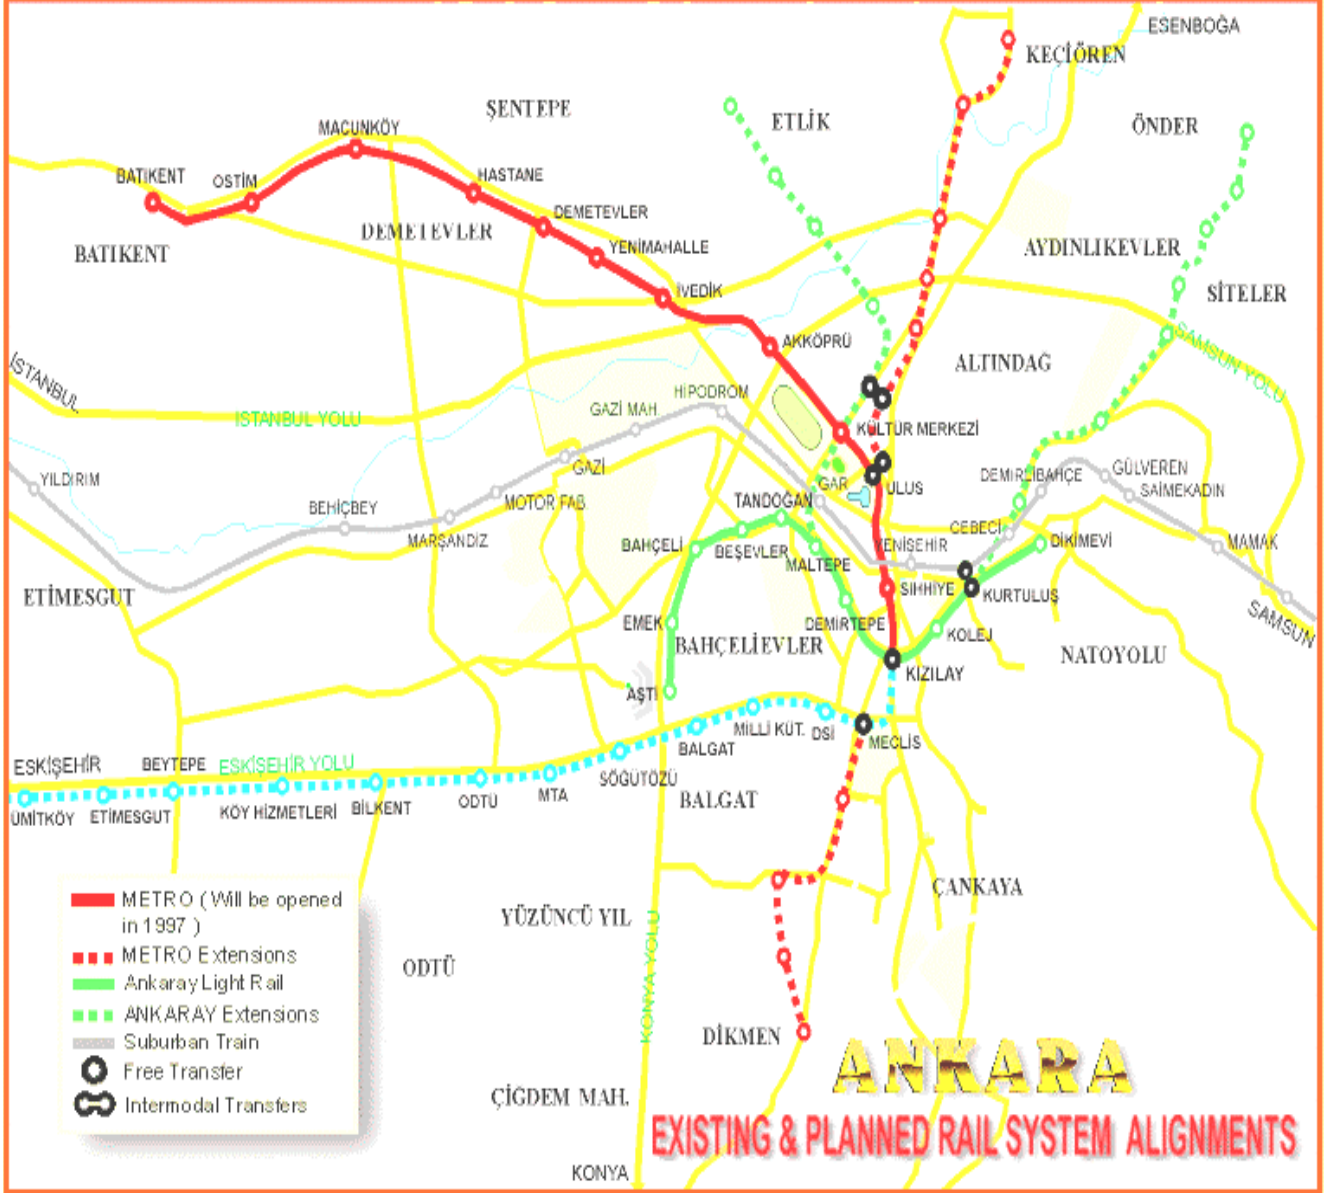 ESENBOĞA
KEÇİÖREN
ŞENTEPE
ETLİK
ÖNDER
MACUNKÖY
BATIKENT
OSTİM
HASTANE
DEMETEVLER
DEMETEVLER
YENİMAHALLE
BATIKENT
AYDINLIKEVLER
İVEDİK
SİTELER
AKKÖPRÜ
SAMSUN YOLU
ALTINDAĞ
İSTANBUL
İSTANBUL YOLU
HİPODROM
GAZİ MAH.
KÜLTÜR MERKEZİ
GAZİ
YILDIRIM
GAR
ULUS
DEMİRLİBAHÇE
GÜLVEREN
SAİMEKADIN
BEHİÇBEY
MOTOR FAB.
TANDOĞAN
CEBECİ
MARŞANDİZ
BAHÇELİ
BEŞEVLER
MALTEPE
YENİŞEHİR
DİKİMEVİ
MAMAK
ETİMESGUT
SIHHİYE
KURTULUŞ
SAMSUN
EMEK
DEMİRTEPE
KOLEJ
BAHÇELİEVLER
NATOYOLU
KIZILAY
AŞTİ
MİLLİ KÜT.
DSİ
MECLİS
BALGAT
ESKİŞEHİR
BEYTEPE
ESKİŞEHİR YOLU
SÖĞÜTÖZÜ
ÜMİTKÖY
ETİMESGUT
KÖY HİZMETLERİ
BİLKENT
ODTÜ
MTA
BALGAT
ÇANKAYA
METRO ( Will be opened
in 1997 )
METRO Extensions
Ankaray Light Rail
ANKARAY Extensions
Suburban Train
Free Transfer
Intermodal Transfers
YÜZÜNCÜ YIL
ODTÜ
KONYA YOLU
DİKMEN
ÇİĞDEM MAH.
KONYA
ANKARA
EXISTING & PLANNED RAIL SYSTEM ALIGNMENTS